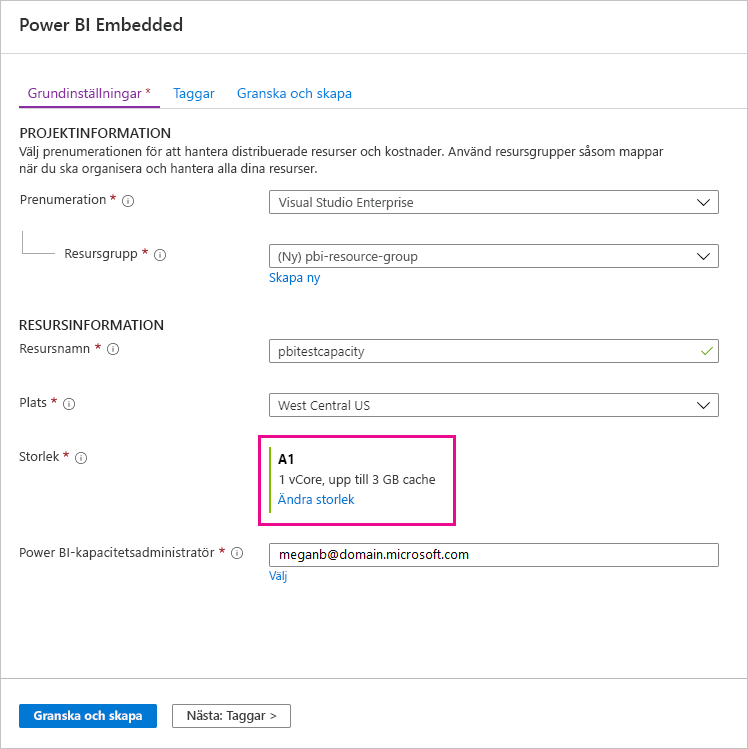 Power BI Embedded
Grundinställningar *
Taggar
Granska och skapa
PROJEKTINFORMATION
Välj prenumerationen för att hantera distribuerade resurser och kostnader. Använd resursgrupper såsom mappar
när du ska organisera och hantera alla dina resurser.
Prenumeration *
Visual Studio Enterprise
Resursgrupp *
(Ny) pbi-resource-group
Skapa ny
RESURSINFORMATION
Resursnamn *
pbitestcapacity
Plats *
West Central US
Storlek *
A1
1 vCore, upp till 3 GB cache
Ändra storlek
Power BI-kapacitetsadministratör *
meganb@domain.microsoft.com
Välj
Granska och skapa
Nästa: Taggar >